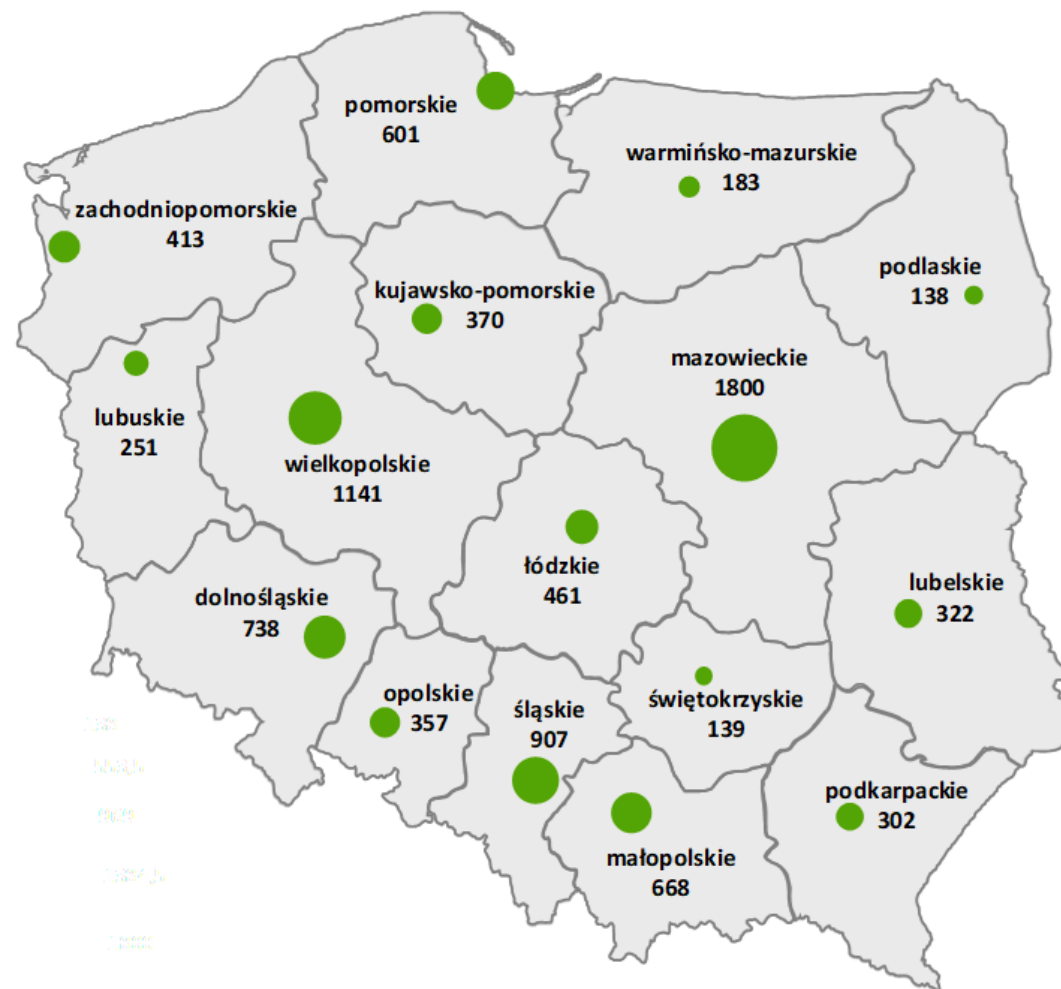 pomorskie
601
warmińsko-mazurskie
183
zachodniopomorskie
413
podlaskie
138
kujawsko-pomorskie
370
mazowieckie
1800
lubuskie
251
wielkopolskie
1141
łódzkie
461
lubelskie
322
dolnośląskie
738
opolskie
357
śląskie
907
świętokrzyskie
139
podkarpackie
302
małopolskie
668